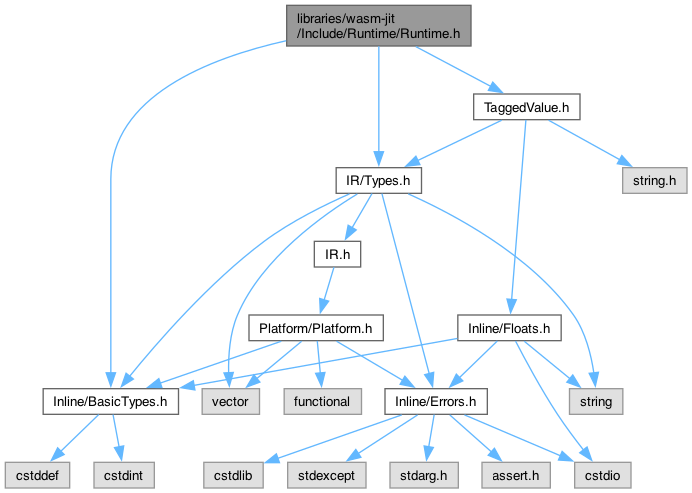 libraries/wasm-jit
/Include/Runtime/Runtime.h
TaggedValue.h
IR/Types.h
string.h
IR.h
Platform/Platform.h
Inline/Floats.h
Inline/BasicTypes.h
vector
functional
Inline/Errors.h
string
cstddef
cstdint
cstdlib
stdexcept
stdarg.h
assert.h
cstdio